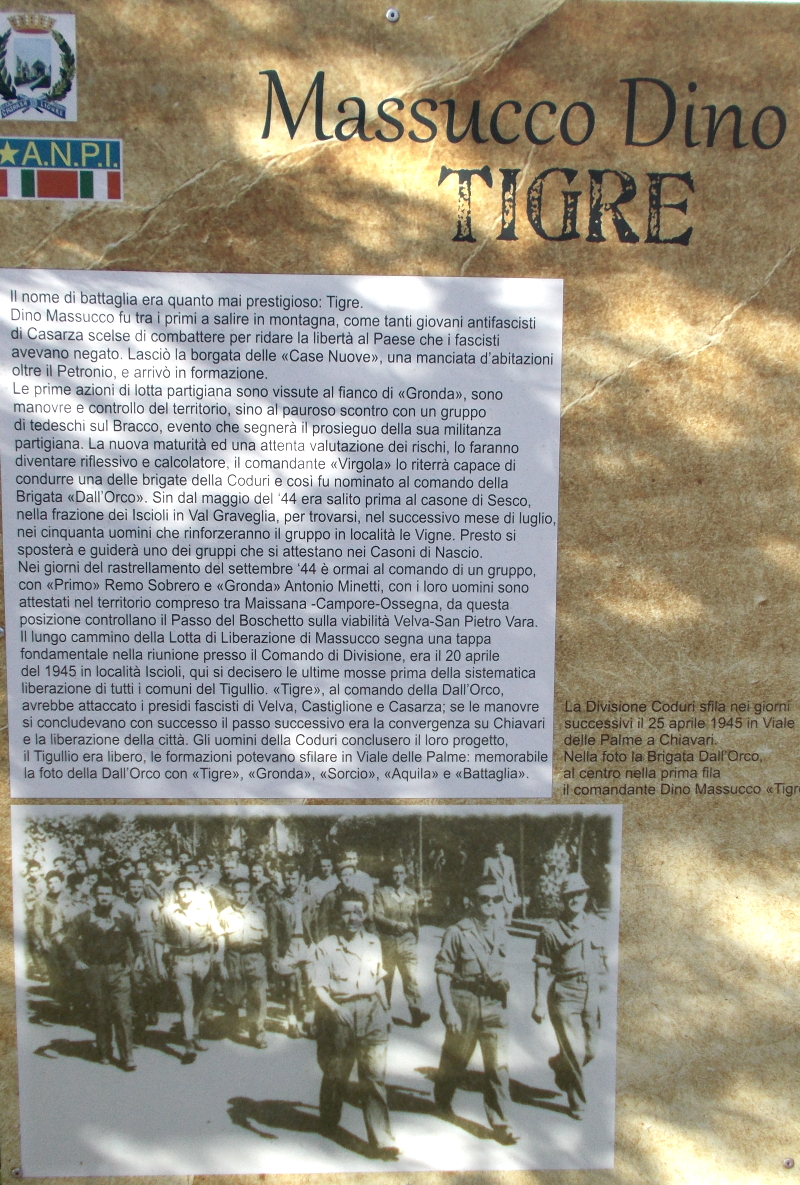 Massucco Dino
TIGRE
A.N.P.I.
Il nome di battaglia era quanto mai prestigioso: Tigre.
Dino Massucco fu tra i primi a salire in montagna, come tanti giovani antifascisti
di Casarza scelse di combattere per ridare la libertà al Paese che i fascisti
avevano negato. Lasciò la borgata delle «Case Nuove», una manciata d'abitazioni
oltre il Petronio, e arrivò in formazione.
Le prime azioni di lotta partigiana sono vissute al fianco di «Gronda», sono
manovre e controllo del territorio, sino al pauroso scontro con un gruppo
di tedeschi sul Bracco, evento che segnerà il prosieguo della sua militanza
partigiana. La nuova maturità ed una attenta valutazione dei rischi, lo faranno
diventare riflessivo e calcolatore, il comandante «Virgola» lo riterrà capace di
condurre una delle brigate della Coduri e così fu nominato al comando della
Brigata «Dall'Orco». Sin dal maggio del '44 era salito prima al casone di Sesco,
nella frazione dei Iscioli in Val Graveglia, per trovarsi, nel successivo mese di luglio,
nei cinquanta uomini che rinforzeranno il gruppo in località le Vigne. Presto si
sposterà e guiderà uno dei gruppi che si attestano nei Casoni di Nascio.
Nei giorni del rastrellamento del settembre '44 è ormai al comando di un gruppo,
con «Primo» Remo Sobrero e «Gronda» Antonio Minetti, con i loro uomini sono
attestati nel territorio compreso tra Maissana -Campore-Ossegna, da questa
posizione controllano il Passo del Boschetto sulla viabilità Velva-San Pietro Vara.
Il lungo cammino della Lotta di Liberazione di Massucco segna una tappa
fondamentale nella riunione presso il Comando di Divisione, era il 20 aprile
del 1945 in località Iscioli, qui si decisero le ultime mosse prima della sistematica
liberazione di tutti i comuni del Tigullio. «Tigre», al comando della Dall'Orco,
avrebbe attaccato i presidi fascisti di Velva, Castiglione e Casarza; se le manovre
si concludevano con successo il passo successivo era la convergenza su Chiavari
e la liberazione della città. Gli uomini della Coduri conclusero il loro progetto,
il Tigullio era libero, le formazioni potevano sfilare in Viale delle Palme: memorabile
la foto della Dall'Orco con «Tigre», «Gronda», «Sorcio», «Aquila» e «Battaglia».
La Divisione Coduri sfila nei giorni
successivi il 25 aprile 1945 in Viale
delle Palme a Chiavari.
Nella foto la Brigata Dall'Orco,
al centro nella prima fila
il comandante Dino Massucco «Tigre